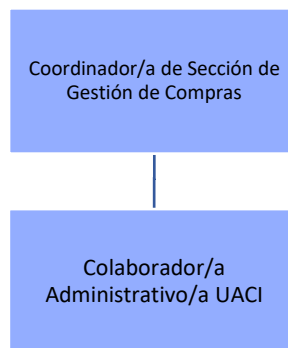 Coordinador/a de Sección de
Gestión de Compras
Colaborador/a
Administrativo/a UACI